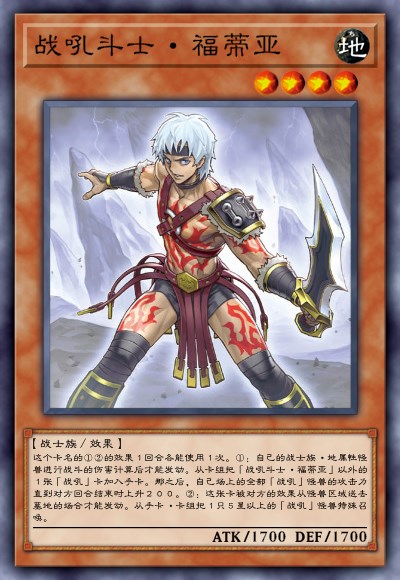 战吼斗士・福蒂亚
地
【战士族／效果】
这个卡名的①②的效果1回合各能使用1次。①：自己的战士族・地属性怪
兽进行战斗的伤害计算后才能发动。从卡组把「战吼斗士・福蒂亚」以外的
1张「战吼」卡加入手卡。那之后，自己场上的全部「战吼」怪兽的攻击力
直到对方回合结束时上升200。②：这张卡被对方的效果从怪兽区域送去
墓地的场合才能发动。从手卡・卡组把1只5星以上的「战吼」怪兽特殊召
唤。
ATK/1700 DEF/1700